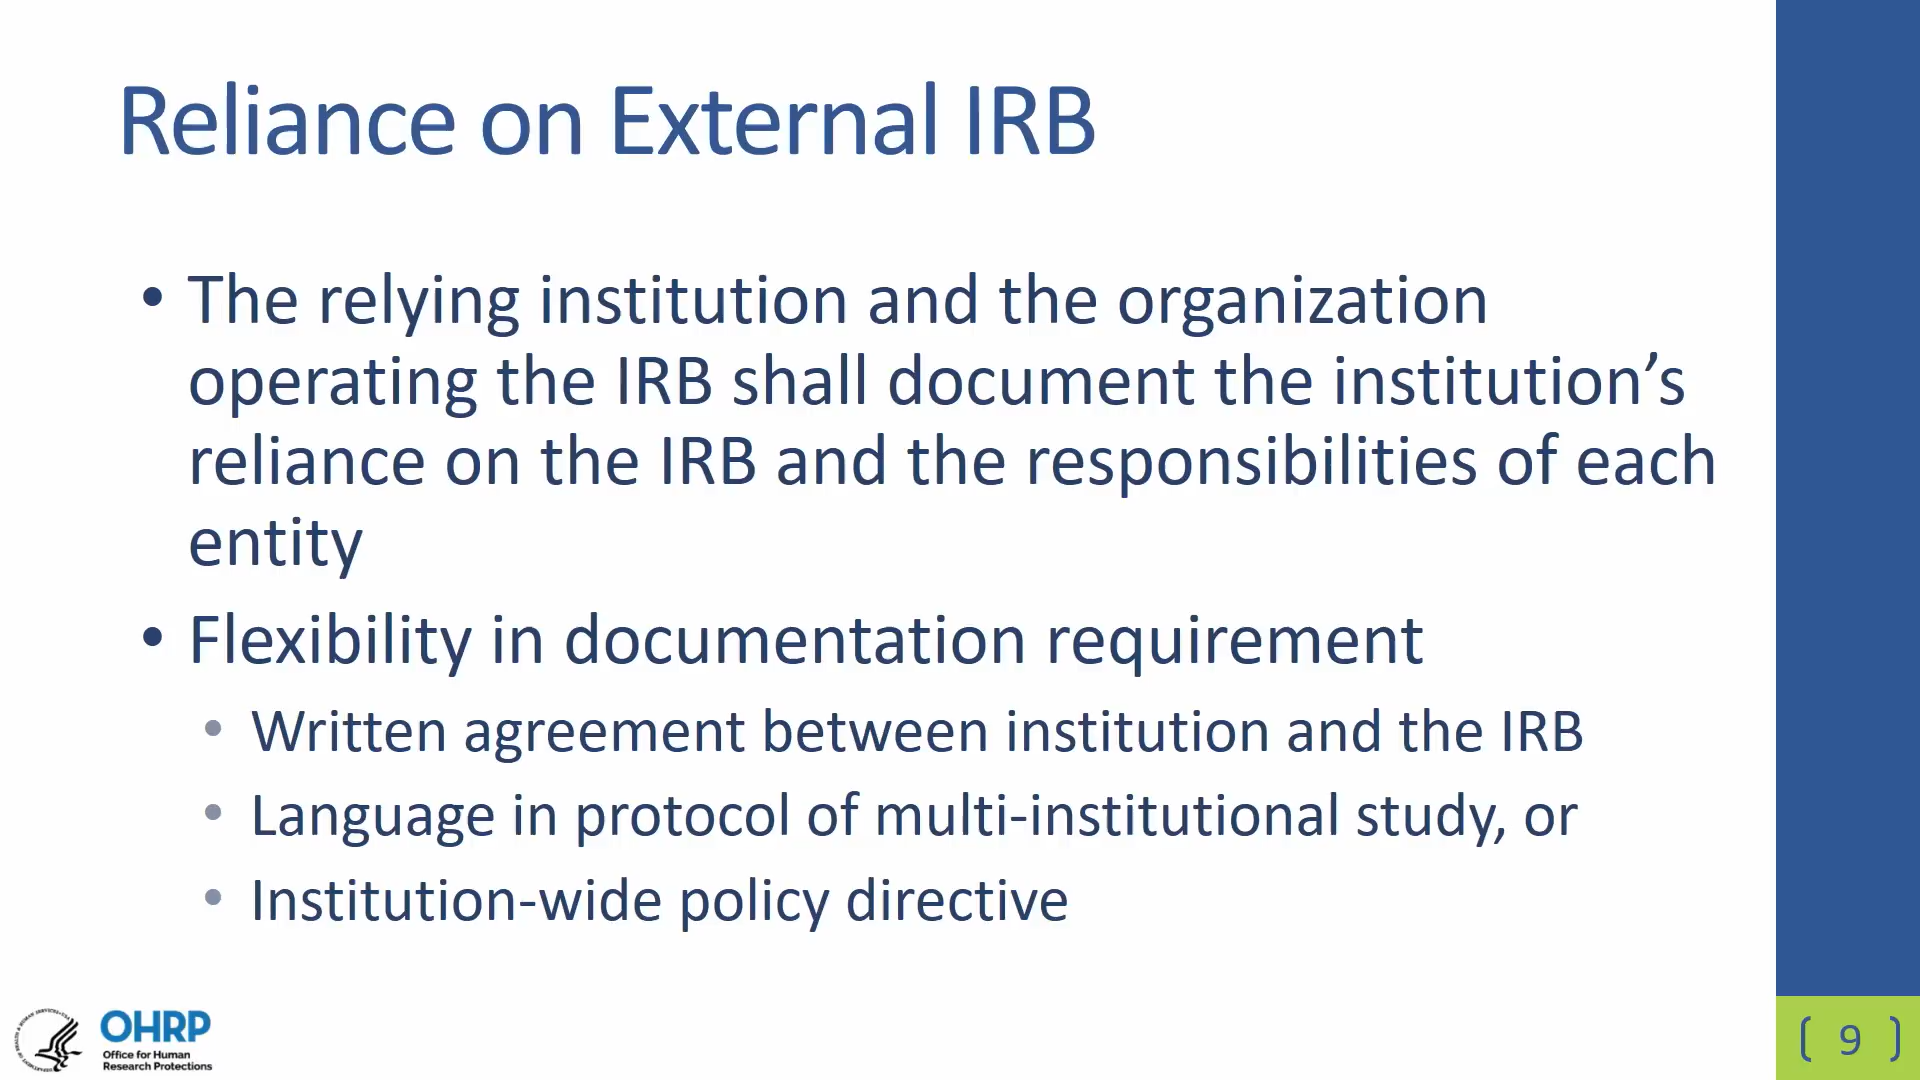 Reliance on External IRB
• The relying institution and the organization
operating the IRB shall document the institution’s
reliance on the IRB and the responsibilities of each
entity
• Flexibility in documentation requirement
• Written agreement between institution and the IRB
• Language in protocol of multi-institutional study, or
• Institution-wide policy directive
OHRP
Office for Human
Research Protections
[ 9 ]